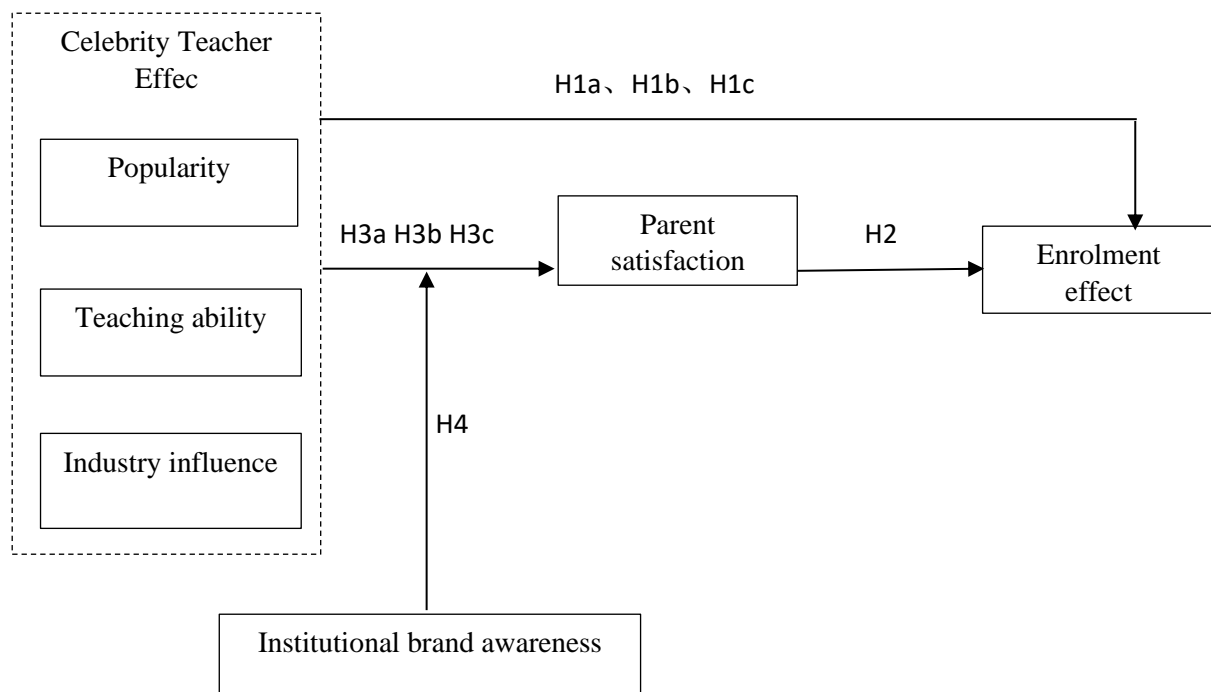 Celebrity Teacher
Effec
H1a、H1b、H1c
Popularity
H3a H3b H3c
Parent
satisfaction
H2
Enrolment
effect
Teaching ability
H4
Industry influence
Institutional brand awareness